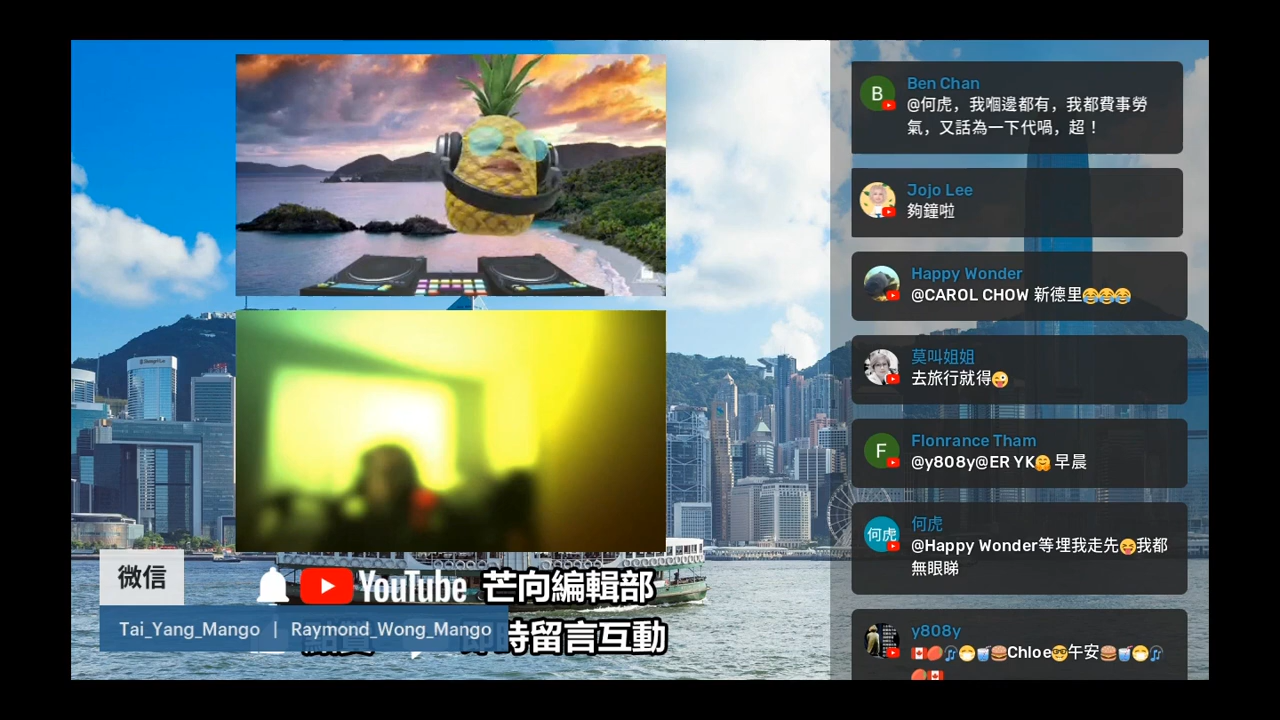 Ben Chan
@何虎，我嗰邊都有，我都費事勞
氣，又話為一下代喎，超！
Jojo Lee
夠鐘啦
Happy Wonder
@CAROL CHOW 新德里😂😂😂
莫叫姐姐
去旅行就得😜
Flonrance Tham
@y808y@ER YK🤗 早晨
何虎
@Happy Wonder等埋我走先😝我都
無眼睇
y808y
Chloe😎午安
B
F
何虎
微信
YouTube 芒向編輯部
Tai_Yang_Mango | Raymond_Wong_Mango
時留言互動